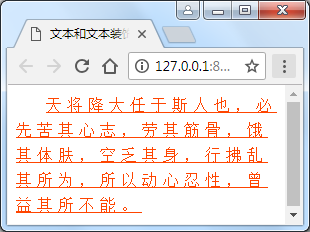 文本和文本装饰
127.0.0.1:8...
天将降大任于斯人也，必
先苦其心志，劳其筋骨，饿
其体肤，空乏其身，行拂乱
其所为，所以动心忍性，曾
益其所不能。